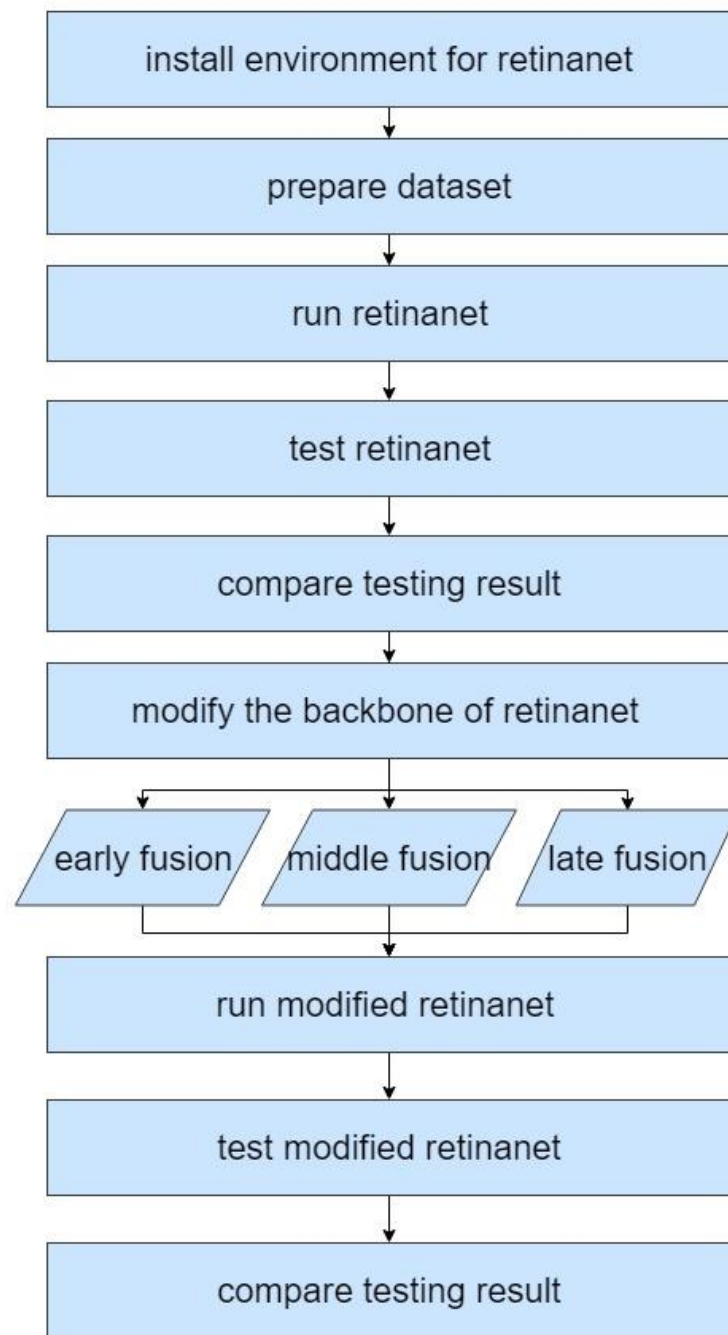 install environment for retinanet
prepare dataset
run retinanet
test retinanet
compare testing result
modify the backbone of retinanet
early fusion
middle fusion
late fusion
run modified retinanet
test modified retinanet
compare testing result